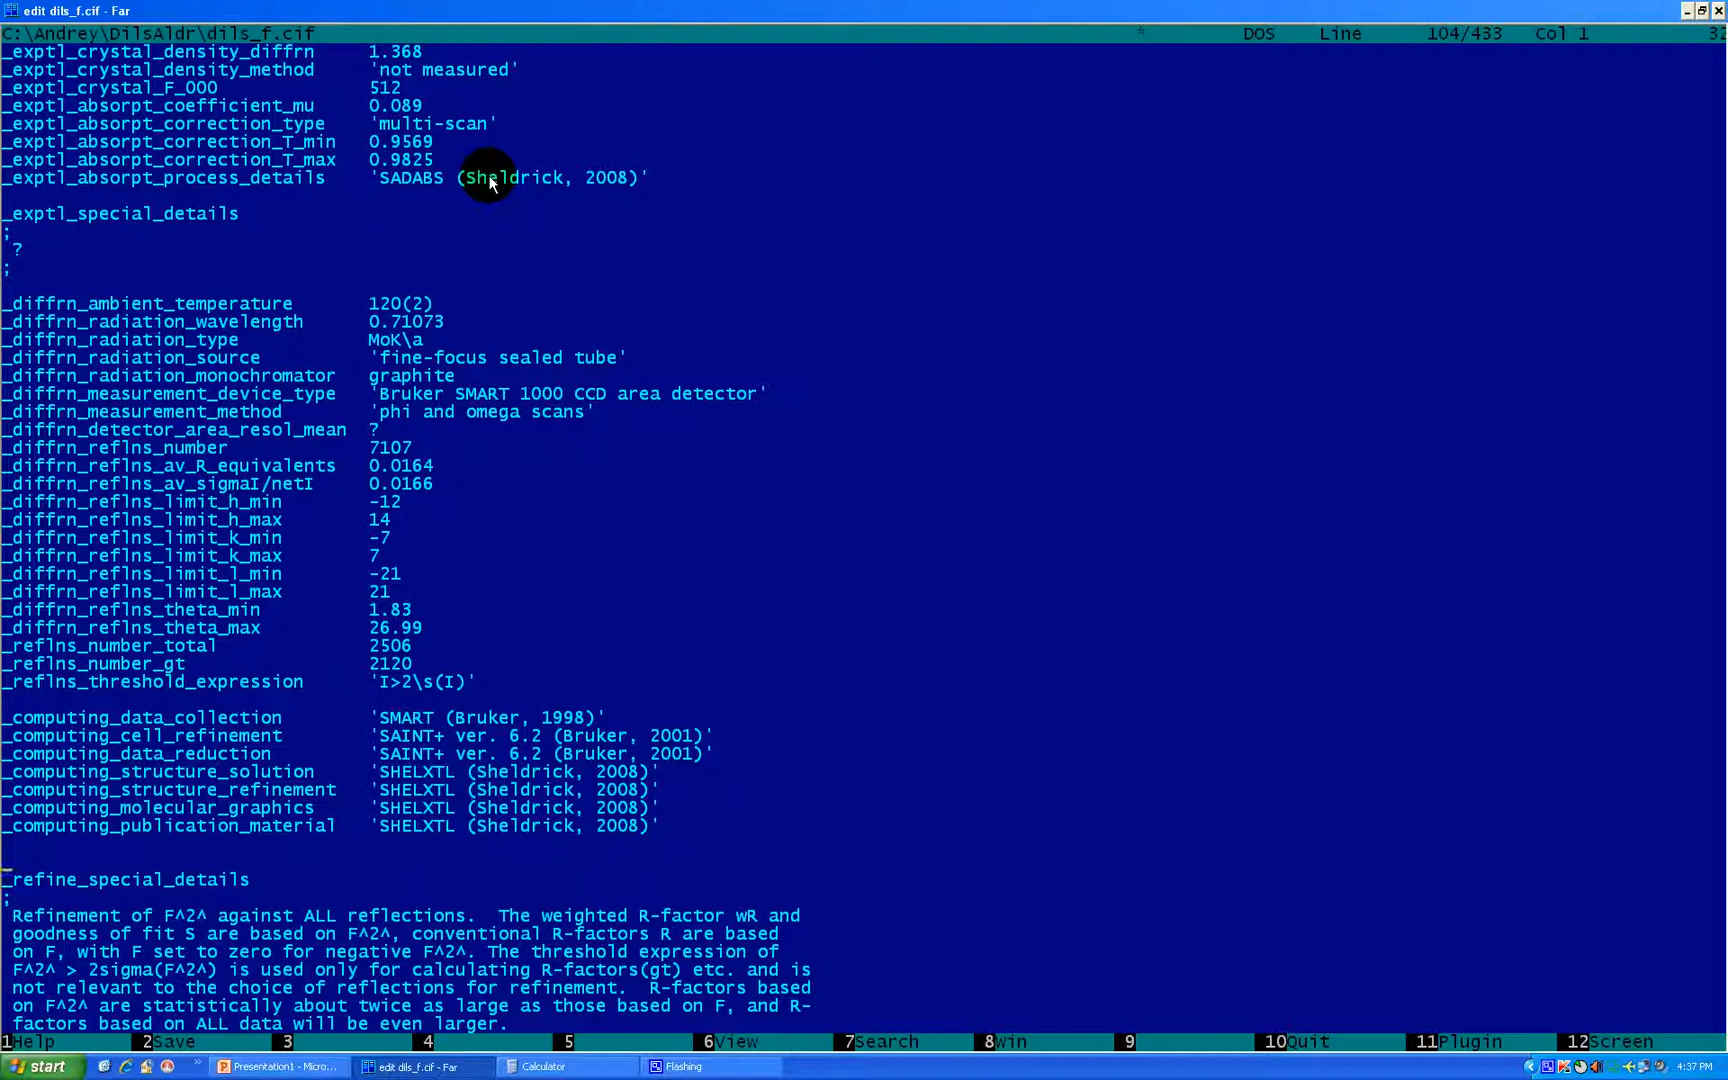 edit dils_f.cif - Far
C:\Andrey\DilsAldr\dils_f.cif * DOS Line 104/433 Col 1 32
_exptl_crystal_density_diffrn 1.368
_exptl_crystal_density_method 'not measured'
_exptl_crystal_F_000 512
_exptl_absorpt_coefficient_mu 0.089
_exptl_absorpt_correction_type 'multi-scan'
_exptl_absorpt_correction_T_min 0.9569
_exptl_absorpt_correction_T_max 0.9825
_exptl_absorpt_process_details 'SADABS (Sheldrick, 2008)'
_exptl_special_details
;
?
;
_diffrn_ambient_temperature 120(2)
_diffrn_radiation_wavelength 0.71073
_diffrn_radiation_type MoK\a
_diffrn_radiation_source 'fine-focus sealed tube'
_diffrn_radiation_monochromator graphite
_diffrn_measurement_device_type 'Bruker SMART 1000 CCD area detector'
_diffrn_measurement_method 'phi and omega scans'
_diffrn_detector_area_resol_mean ?
_diffrn_reflns_number 7107
_diffrn_reflns_av_R_equivalents 0.0164
_diffrn_reflns_av_sigmaI/netI 0.0166
_diffrn_reflns_limit_h_min -12
_diffrn_reflns_limit_h_max 14
_diffrn_reflns_limit_k_min -7
_diffrn_reflns_limit_k_max 7
_diffrn_reflns_limit_l_min -21
_diffrn_reflns_limit_l_max 21
_diffrn_reflns_theta_min 1.83
_diffrn_reflns_theta_max 26.99
_reflns_number_total 2506
_reflns_number_gt 2120
_reflns_threshold_expression 'I>2\s(I)'
_computing_data_collection 'SMART (Bruker, 1998)'
_computing_cell_refinement 'SAINT+ ver. 6.2 (Bruker, 2001)'
_computing_data_reduction 'SAINT+ ver. 6.2 (Bruker, 2001)'
_computing_structure_solution 'SHELXTL (Sheldrick, 2008)'
_computing_structure_refinement 'SHELXTL (Sheldrick, 2008)'
_computing_molecular_graphics 'SHELXTL (Sheldrick, 2008)'
_computing_publication_material 'SHELXTL (Sheldrick, 2008)'
_refine_special_details
;
Refinement of F^2^ against ALL reflections. The weighted R-factor wR and
goodness of fit S are based on F^2^, conventional R-factors R are based
on F, with F set to zero for negative F^2^. The threshold expression of
F^2^ > 2sigma(F^2^) is used only for calculating R-factors(gt) etc. and is
not relevant to the choice of reflections for refinement. R-factors based
on F^2^ are statistically about twice as large as those based on F, and R-
factors based on ALL data will be even larger.
1Help 2Save 3 4 5 6View 7Search 8Win 9 10Quit 11Plugin 12Screen
start Presentation1 - Micro... edit dils_f.cif - Far Calculator Flashing 4:37 PM